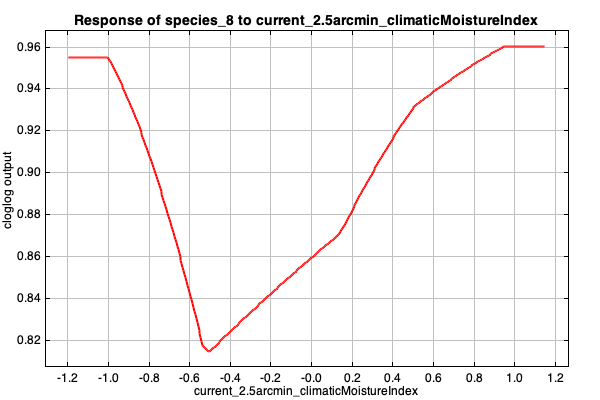 Response of species_8 to current_2.5arcmin_climaticMoistureIndex
cloglog output
0.96
0.94
0.92
0.90
0.88
0.86
0.84
0.82
-1.2 -1.0 -0.8 -0.6 -0.4 -0.2 -0.0 0.2 0.4 0.6 0.8 1.0 1.2
current_2.5arcmin_climaticMoistureIndex